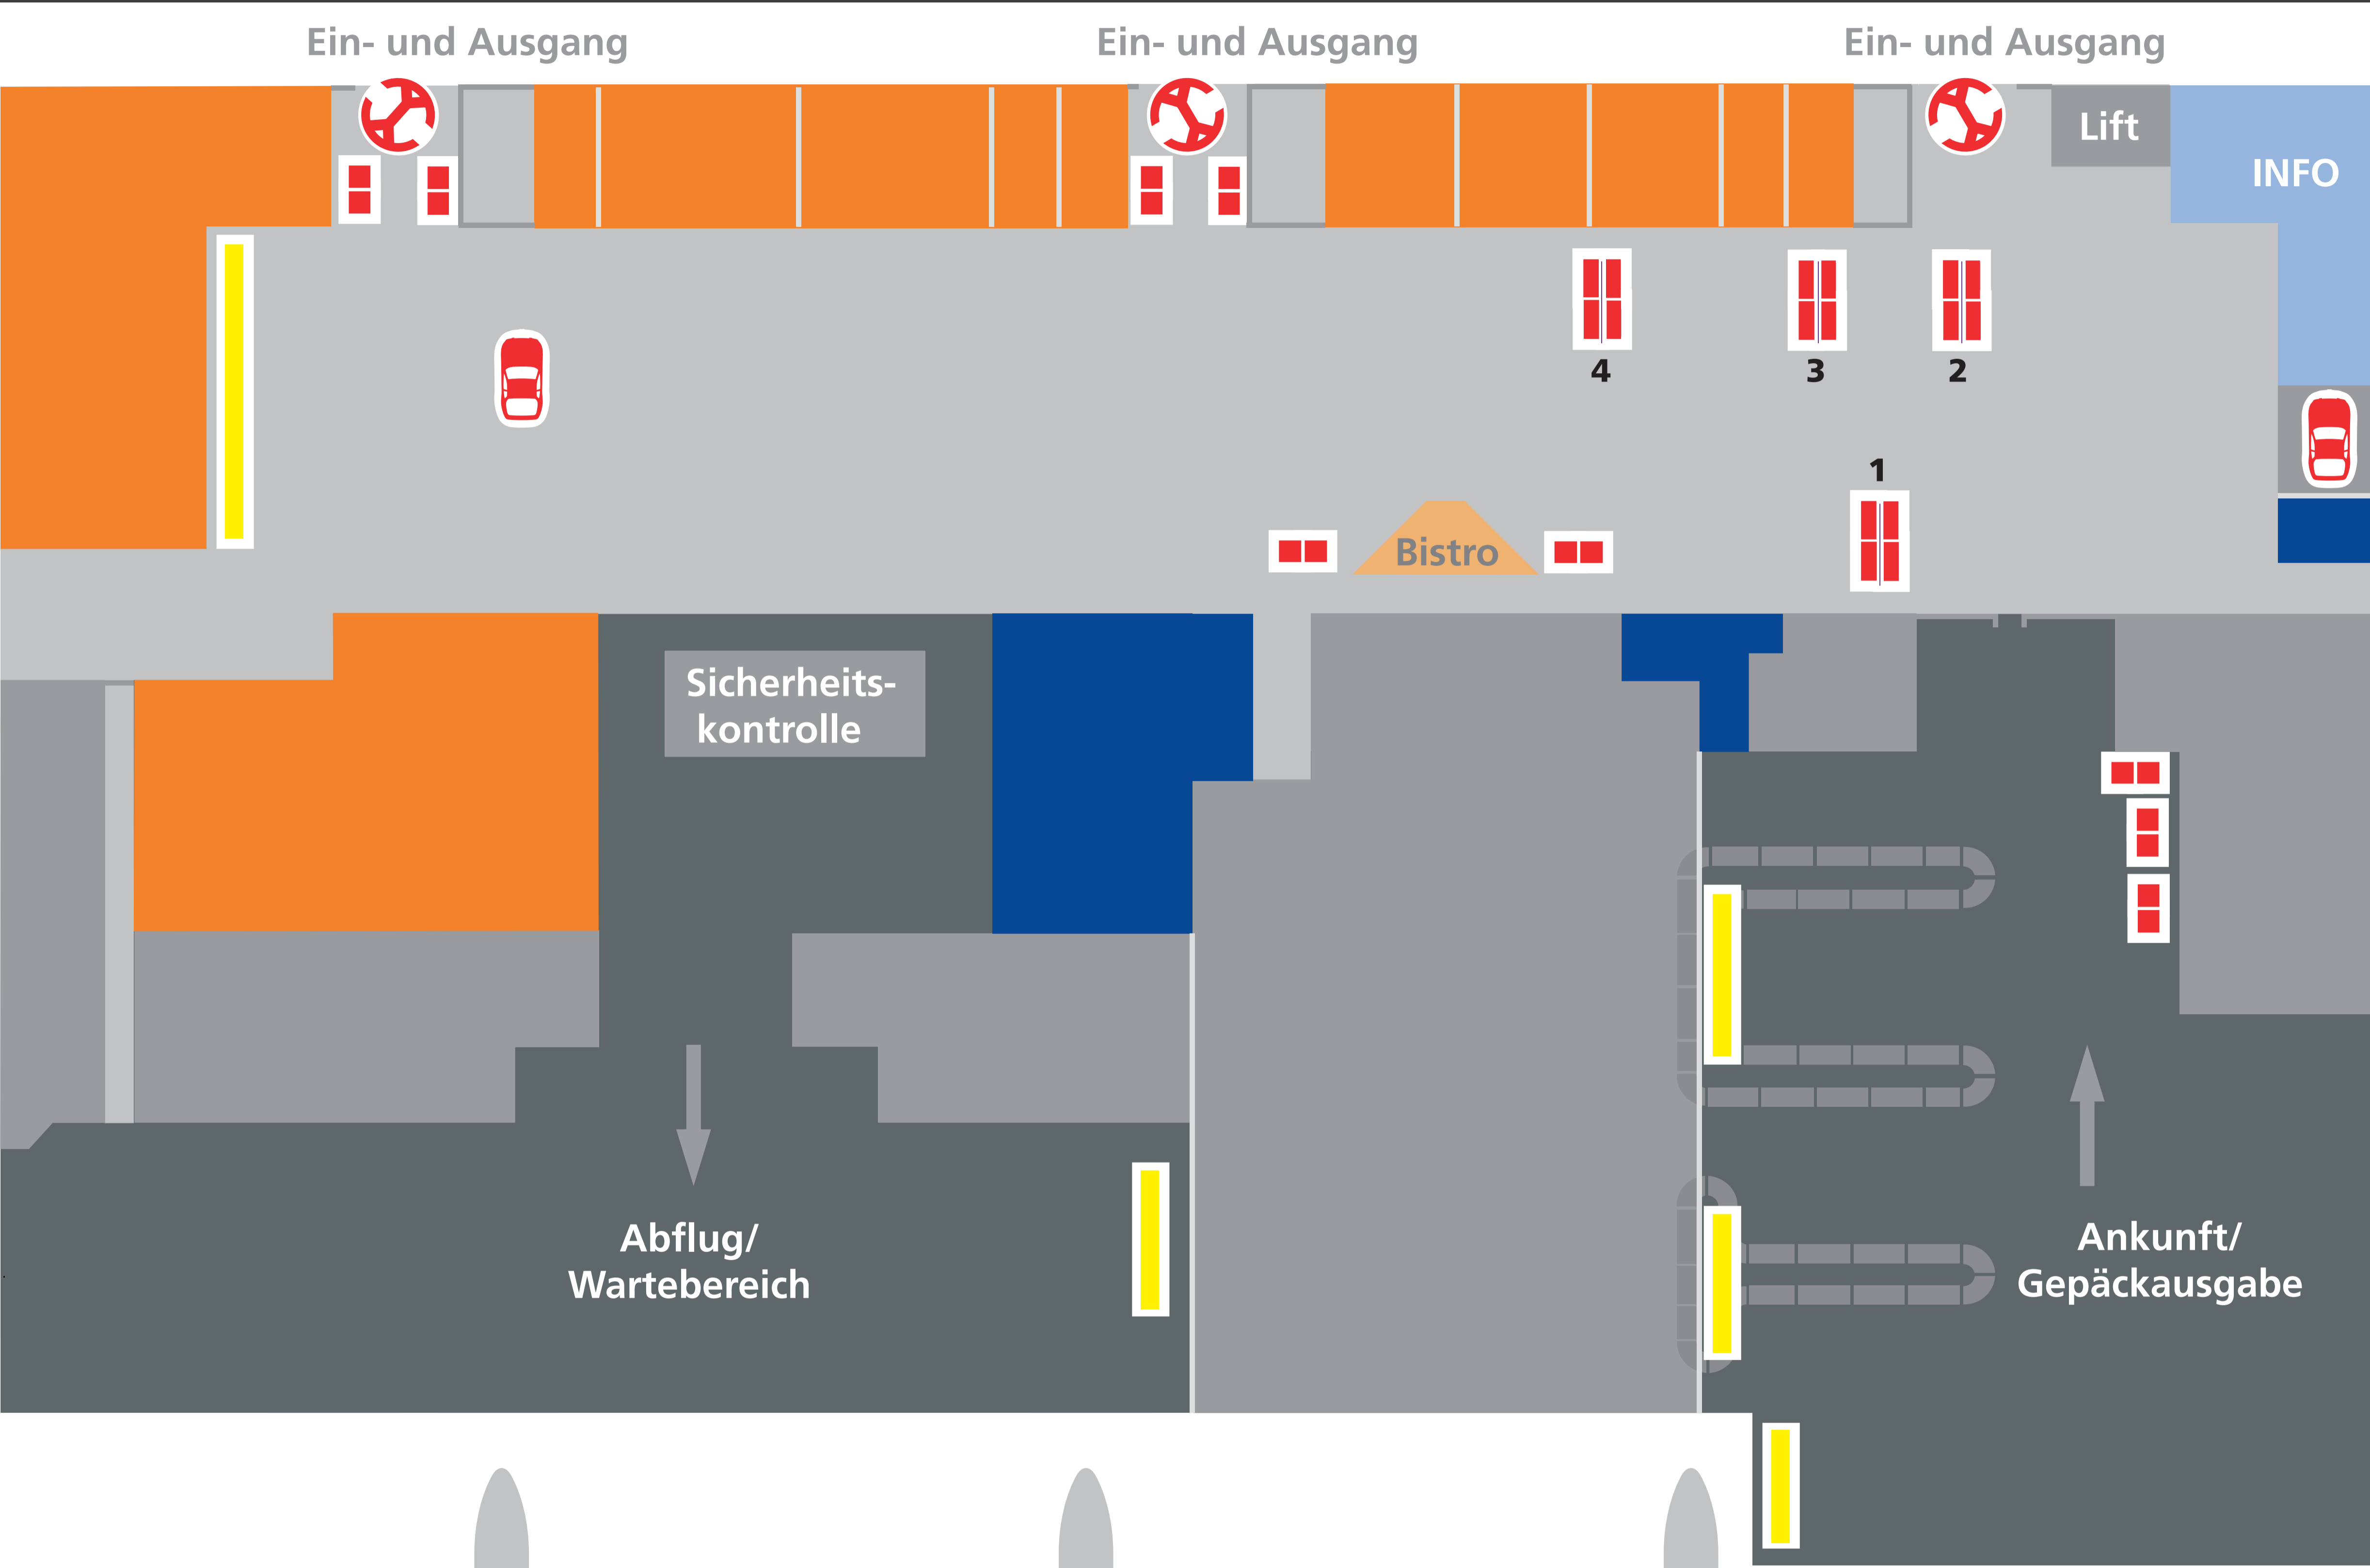 Ein- und Ausgang
Ein- und Ausgang
Ein- und Ausgang
Lift
INFO
4
3
2
1
Bistro
Sicherheits-
kontrolle
Abflug/
Wartebereich
Ankunft/
Gepäckausgabe